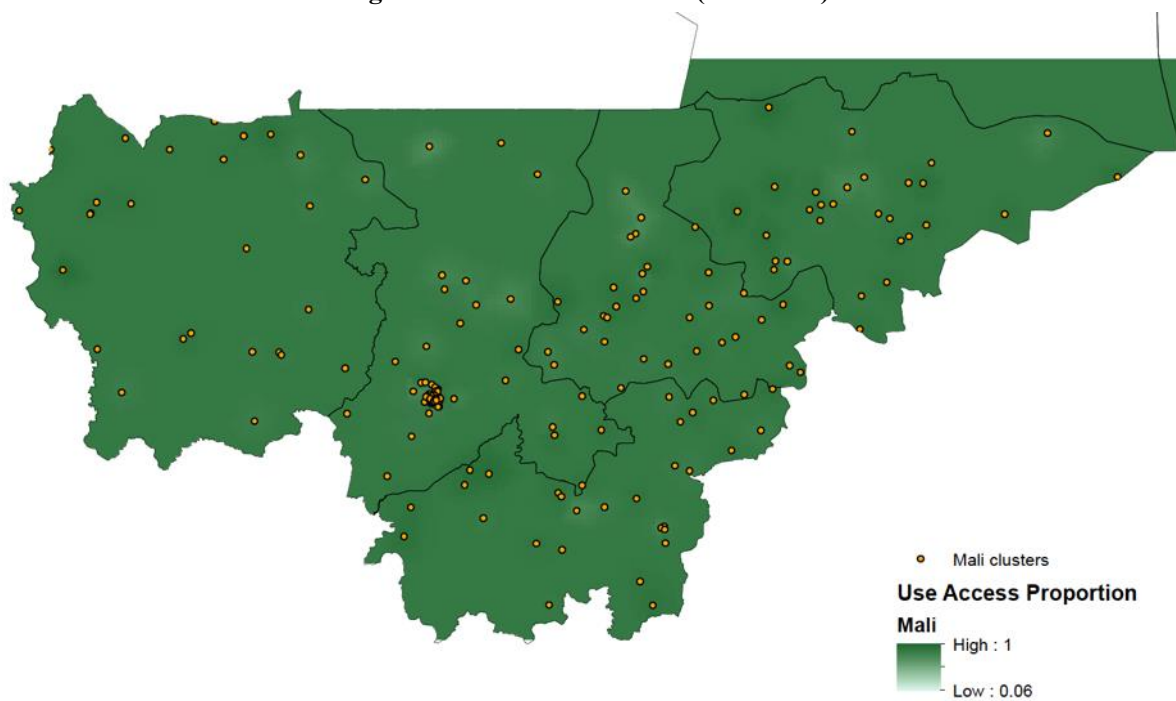 Mali clusters
Use Access Proportion
Mali
High : 1
Low : 0.06